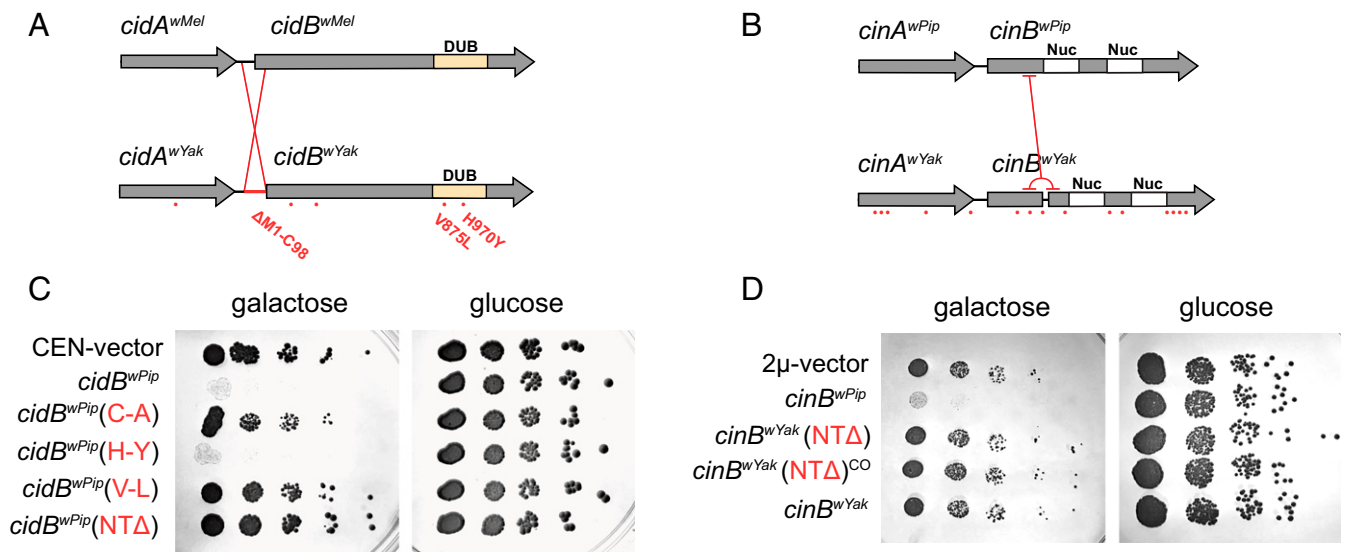 A
cidA^wMel cidB^wMel
DUB
cidA^wYak cidB^wYak
DUB
ΔM1-C98
V875L
H970Y
B
cinA^wPip cinB^wPip
Nuc Nuc
cinA^wYak cinB^wYak
Nuc Nuc
C
galactose glucose
CEN-vector
cidB^wPip
cidB^wPip(C-A)
cidB^wPip(H-Y)
cidB^wPip(V-L)
cidB^wPip(NTΔ)
D
galactose glucose
2μ-vector
cinB^wPip
cinB^wYak(NTΔ)
cinB^wYak(NTΔ)^CO
cinB^wYak